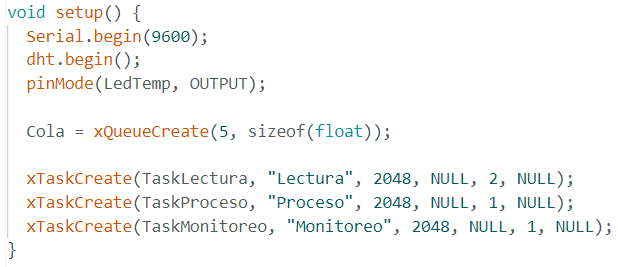 void setup() {
  Serial.begin(9600);
  dht.begin();
  pinMode(LedTemp, OUTPUT);

  Cola = xQueueCreate(5, sizeof(float));

  xTaskCreate(TaskLectura, "Lectura", 2048, NULL, 2, NULL);
  xTaskCreate(TaskProceso, "Proceso", 2048, NULL, 1, NULL);
  xTaskCreate(TaskMonitoreo, "Monitoreo", 2048, NULL, 1, NULL);
}